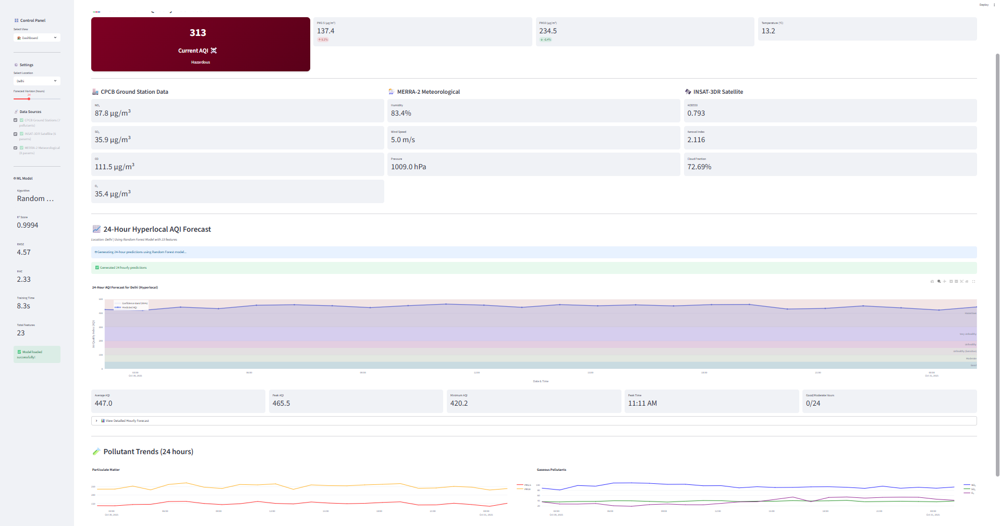 Deploy
Control Panel
Select View
Dashboard
Settings
Select Location
Delhi
Forecast Horizon (hours)
24
Data Sources
CPCB Ground Stations (7
pollutants)
INSAT-3DR Satellite (6
params)
MERRA-2 Meteorological
(8 params)
ML Model
Algorithm
Random ...
R² Score
0.9994
RMSE
4.57
MAE
2.33
Training Time
8.3s
Total Features
23
Model loaded
successfully!
313
Current AQI
Hazardous
PM2.5 (µg/m³)
137.4
PM10 (µg/m³)
234.5
Temperature (°C)
13.2
CPCB Ground Station Data
NO₂
87.8 µg/m³
SO₂
35.9 µg/m³
CO
111.5 µg/m³
O₃
35.4 µg/m³
MERRA-2 Meteorological
Humidity
83.4%
Wind Speed
5.0 m/s
Pressure
1009.0 hPa
INSAT-3DR Satellite
AOD550
0.793
Aerosol Index
2.116
Cloud Fraction
72.69%
24-Hour Hyperlocal AQI Forecast
Location: Delhi | Using Random Forest Model with 23 features
Generating 24-hour predictions using Random Forest model...
Generated 24 hourly predictions
24-Hour AQI Forecast for Delhi (Hyperlocal)
Confidence Band (95%)
Predicted AQI
Air Quality Index (AQI)
500
400
300
200
100
0
Hazardous
Very Unhealthy
Unhealthy
Unhealthy (Sensitive)
Moderate
Good
03:00
Oct 30, 2025
06:00
09:00
12:00
15:00
18:00
21:00
00:00
Oct 31, 2025
Date & Time
Average AQI
447.0
Peak AQI
465.5
Minimum AQI
420.2
Peak Time
11:11 AM
Good/Moderate Hours
0/24
View Detailed Hourly Forecast
Pollutant Trends (24 hours)
Particulate Matter
250
200
150
PM2.5
PM10
03:00
Oct 30, 2025
06:00
09:00
12:00
15:00
18:00
21:00
00:00
Oct 31, 2025
Gaseous Pollutants
100
80
60
40
20
NO₂
SO₂
O₃
03:00
Oct 30, 2025
06:00
09:00
12:00
15:00
18:00
21:00
00:00
Oct 31, 2025